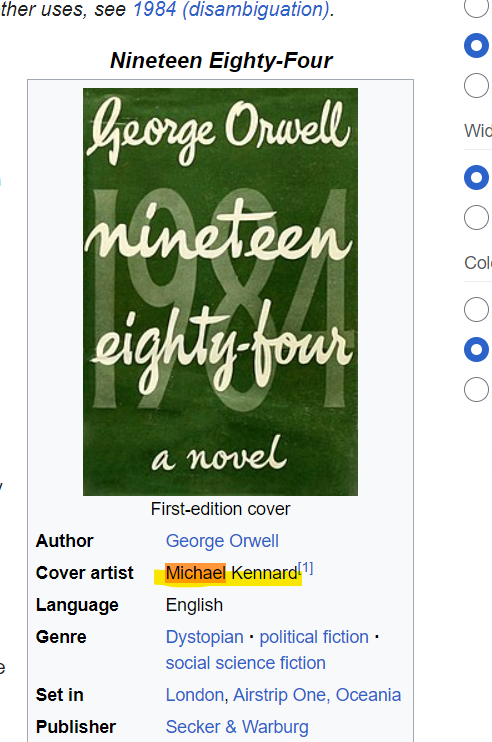 ther uses, see 1984 (disambiguation).
Nineteen Eighty-Four
George Orwell
1984
nineteen
eighty-four
a novel
First-edition cover
Author George Orwell
Cover artist Michael Kennard[1]
Language English
Genre Dystopian · political fiction ·
social science fiction
Set in London, Airstrip One, Oceania
Publisher Secker & Warburg
Wid
Col